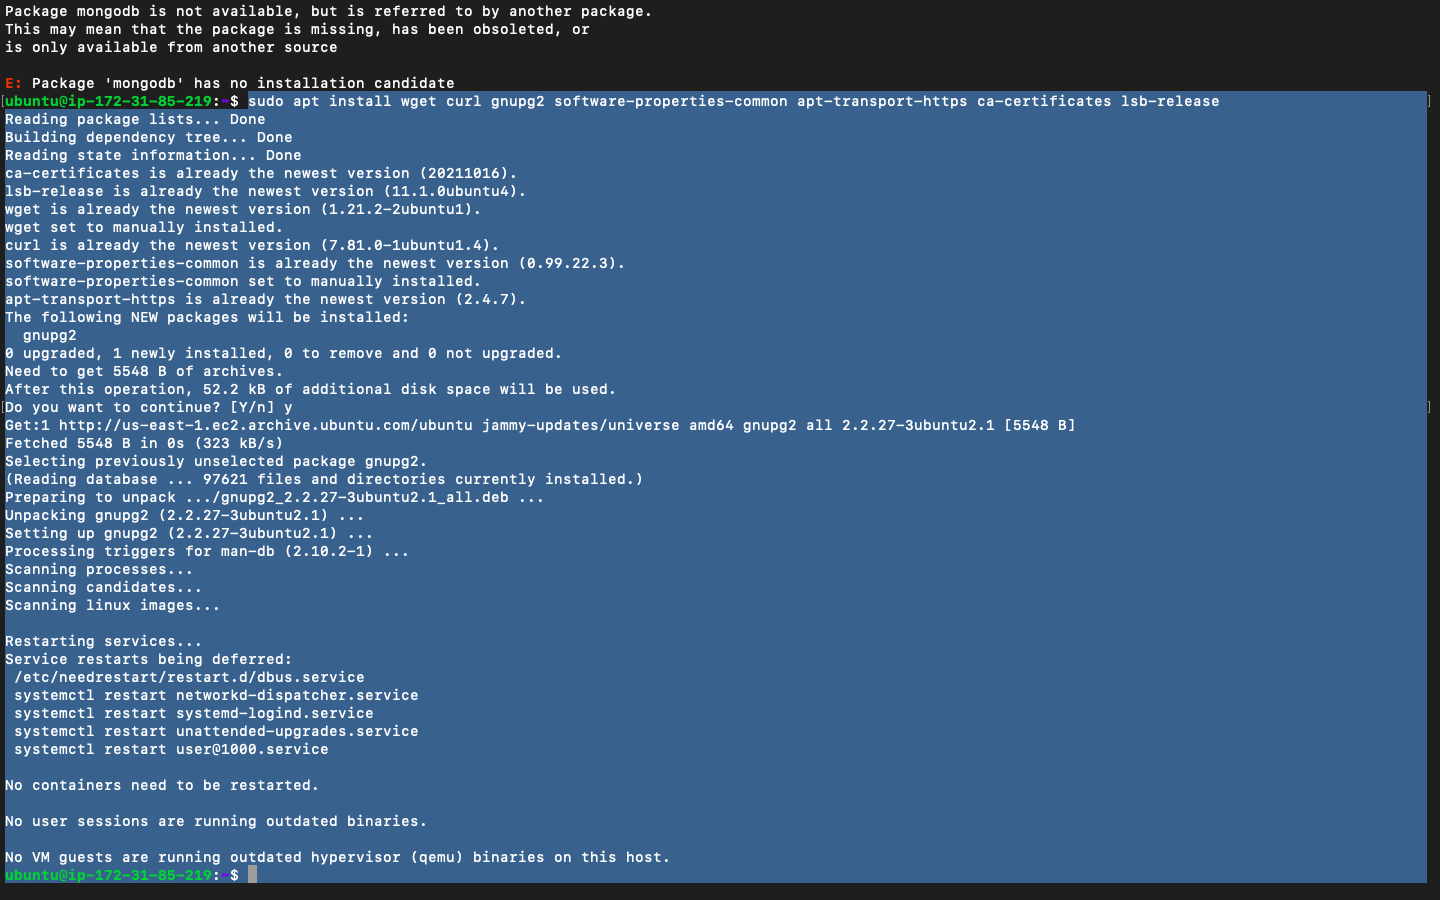 Package mongodb is not available, but is referred to by another package.
This may mean that the package is missing, has been obsoleted, or
is only available from another source
E: Package 'mongodb' has no installation candidate
[ubuntu@ip-172-31-85-219:~$ sudo apt install wget curl gnupg2 software-properties-common apt-transport-https ca-certificates lsb-release ]
Reading package lists... Done
Building dependency tree... Done
Reading state information... Done
ca-certificates is already the newest version (20211016).
lsb-release is already the newest version (11.1.0ubuntu4).
wget is already the newest version (1.21.2-2ubuntu1).
wget set to manually installed.
curl is already the newest version (7.81.0-1ubuntu1.4).
software-properties-common is already the newest version (0.99.22.3).
software-properties-common set to manually installed.
apt-transport-https is already the newest version (2.4.7).
The following NEW packages will be installed:
  gnupg2
0 upgraded, 1 newly installed, 0 to remove and 0 not upgraded.
Need to get 5548 B of archives.
After this operation, 52.2 kB of additional disk space will be used.
[Do you want to continue? [Y/n] y ]
Get:1 http://us-east-1.ec2.archive.ubuntu.com/ubuntu jammy-updates/universe amd64 gnupg2 all 2.2.27-3ubuntu2.1 [5548 B]
Fetched 5548 B in 0s (323 kB/s)
Selecting previously unselected package gnupg2.
(Reading database ... 97621 files and directories currently installed.)
Preparing to unpack .../gnupg2_2.2.27-3ubuntu2.1_all.deb ...
Unpacking gnupg2 (2.2.27-3ubuntu2.1) ...
Setting up gnupg2 (2.2.27-3ubuntu2.1) ...
Processing triggers for man-db (2.10.2-1) ...
Scanning processes...
Scanning candidates...
Scanning linux images...
Restarting services...
Service restarts being deferred:
 /etc/needrestart/restart.d/dbus.service
 systemctl restart networkd-dispatcher.service
 systemctl restart systemd-logind.service
 systemctl restart unattended-upgrades.service
 systemctl restart user@1000.service
No containers need to be restarted.
No user sessions are running outdated binaries.
No VM guests are running outdated hypervisor (qemu) binaries on this host.
ubuntu@ip-172-31-85-219:~$